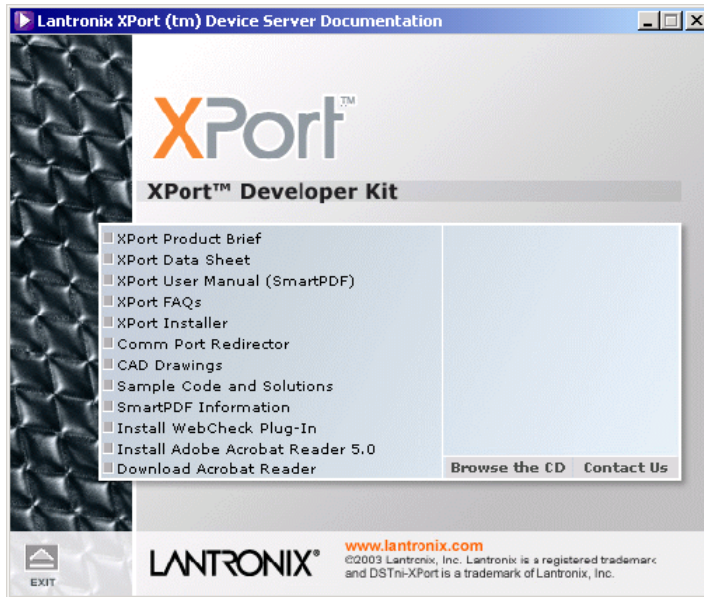 Lantronix XPort (tm) Device Server Documentation
XPort™
XPort™ Developer Kit
XPort Product Brief
XPort Data Sheet
XPort User Manual (SmartPDF)
XPort FAQs
XPort Installer
Comm Port Redirector
CAD Drawings
Sample Code and Solutions
SmartPDF Information
Install WebCheck Plug-In
Install Adobe Acrobat Reader 5.0
Download Acrobat Reader
Browse the CD Contact Us
EXIT
LANTRONIX®
www.lantronix.com
©2003 Lantronix, Inc. Lantronix is a registered trademark
and DSTni-XPort is a trademark of Lantronix, Inc.